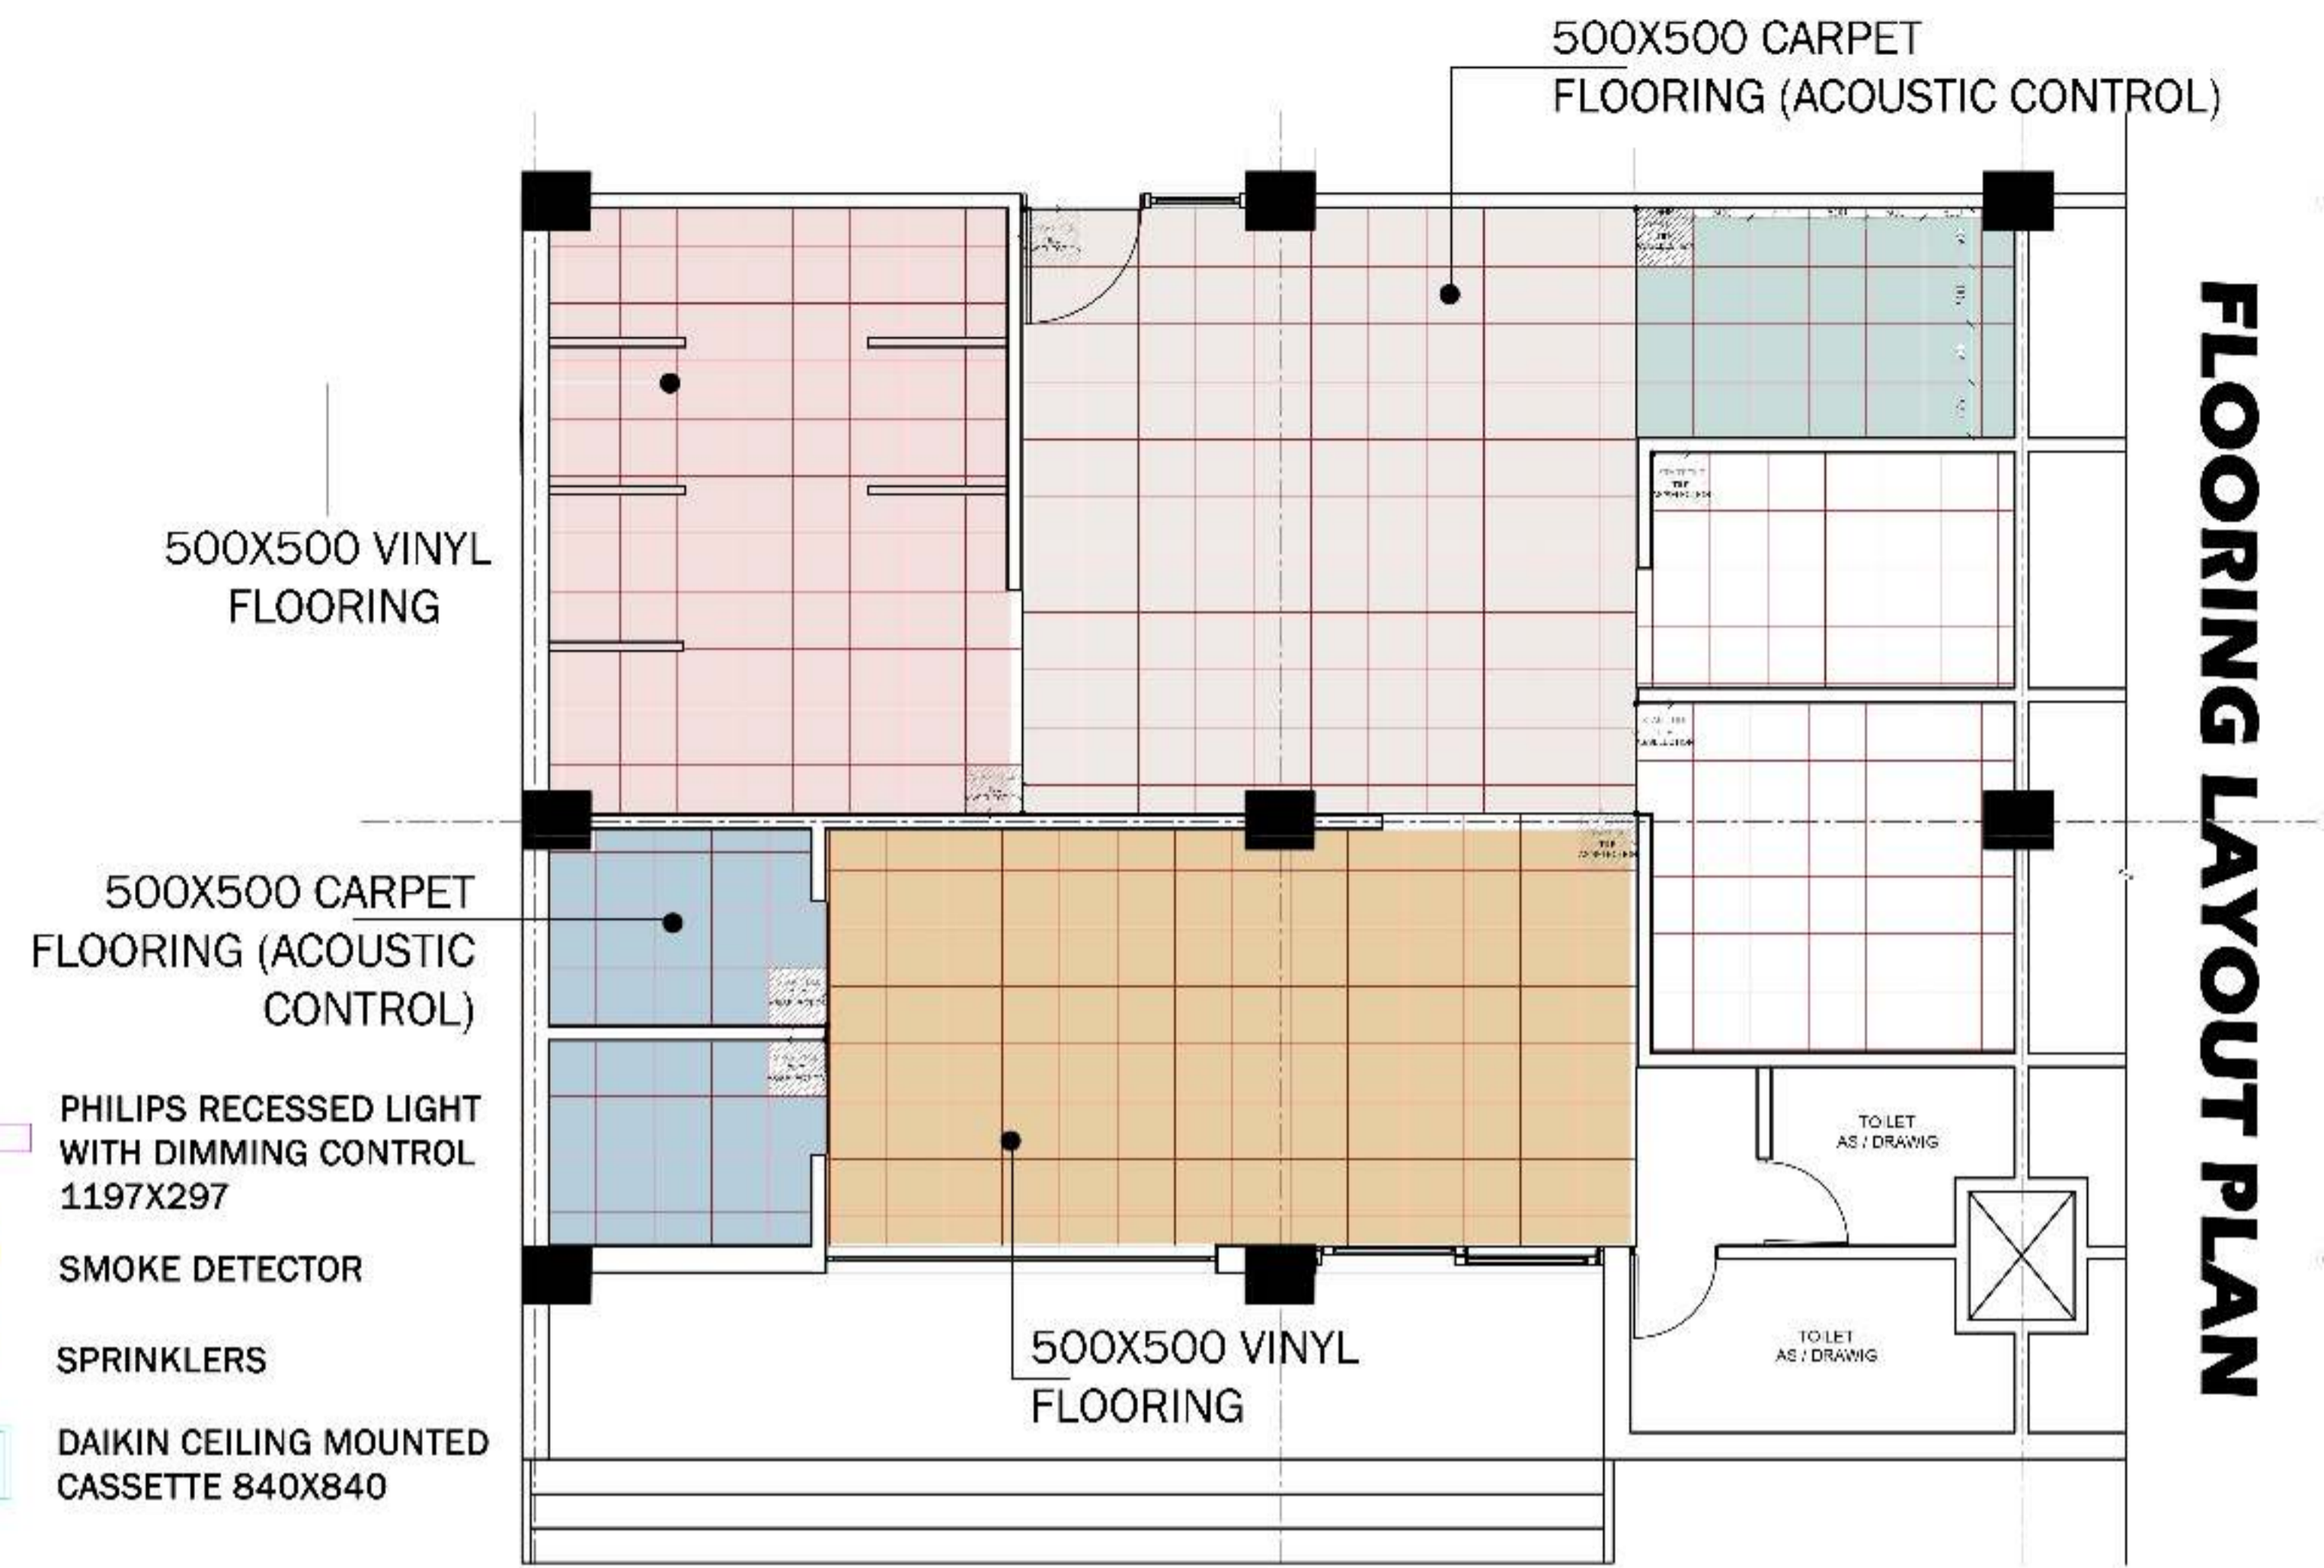 500X500 CARPET
FLOORING (ACOUSTIC CONTROL)
500X500 VINYL
FLOORING
500X500 CARPET
FLOORING (ACOUSTIC
CONTROL)
PHILIPS RECESSED LIGHT
WITH DIMMING CONTROL
1197X297
SMOKE DETECTOR
SPRINKLERS
DAIKIN CEILING MOUNTED
CASSETTE 840X840
500X500 VINYL
FLOORING
TOILET
AS / DRAWIG
TOILET
AS / DRAWIG
FLOORING LAYOUT PLAN